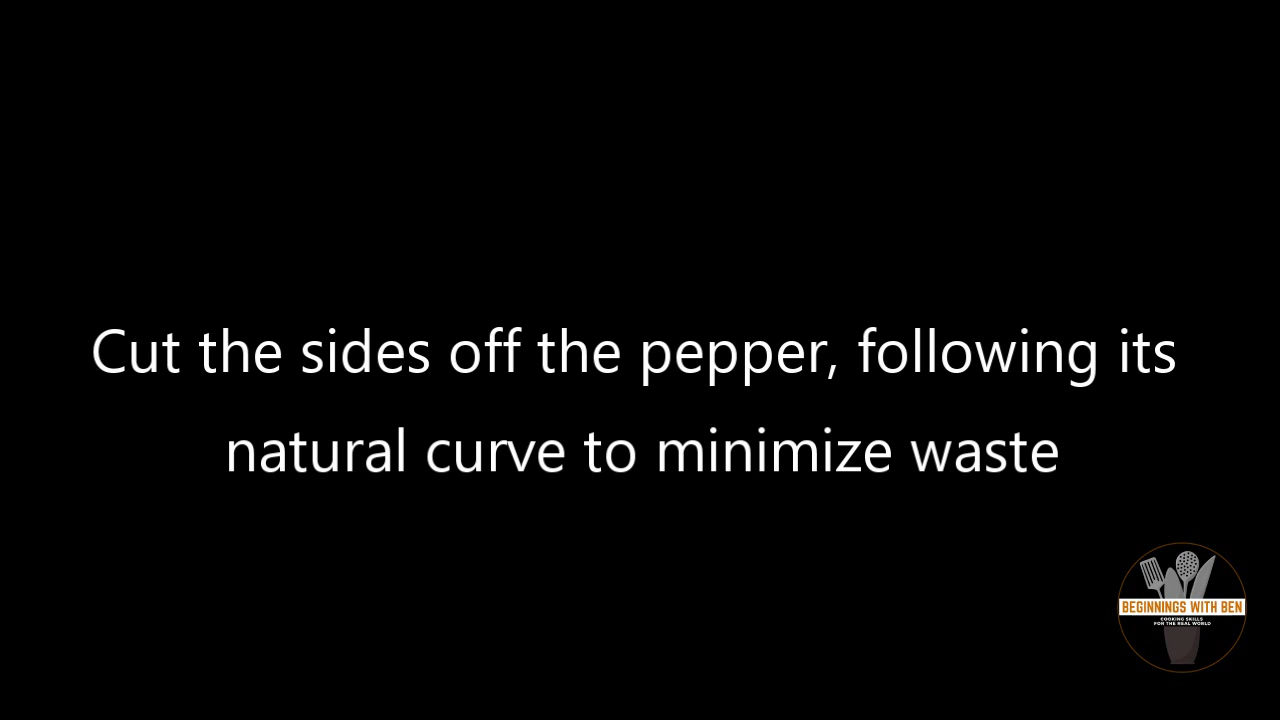 Cut the sides off the pepper, following its
natural curve to minimize waste
BEGINNINGS WITH BEN
COOKING SKILLS
FOR THE REAL WORLD